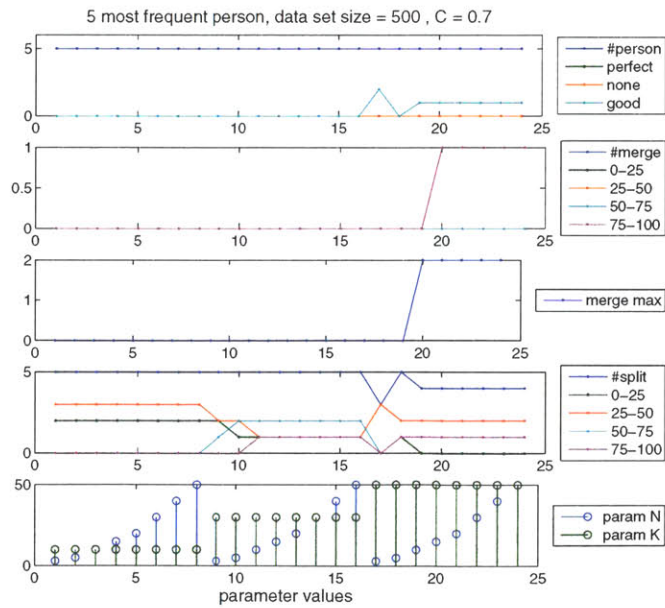 5 most frequent person, data set size = 500 , C = 0.7
5
0
0 5 10 15 20 25
#person
perfect
none
good
1
0.5
0
0 5 10 15 20 25
#merge
0-25
25-50
50-75
75-100
2
1
0
0 5 10 15 20 25
merge max
5
0
0 5 10 15 20 25
#split
0-25
25-50
50-75
75-100
50
0
0 5 10 15 20 25
param N
param K
parameter values